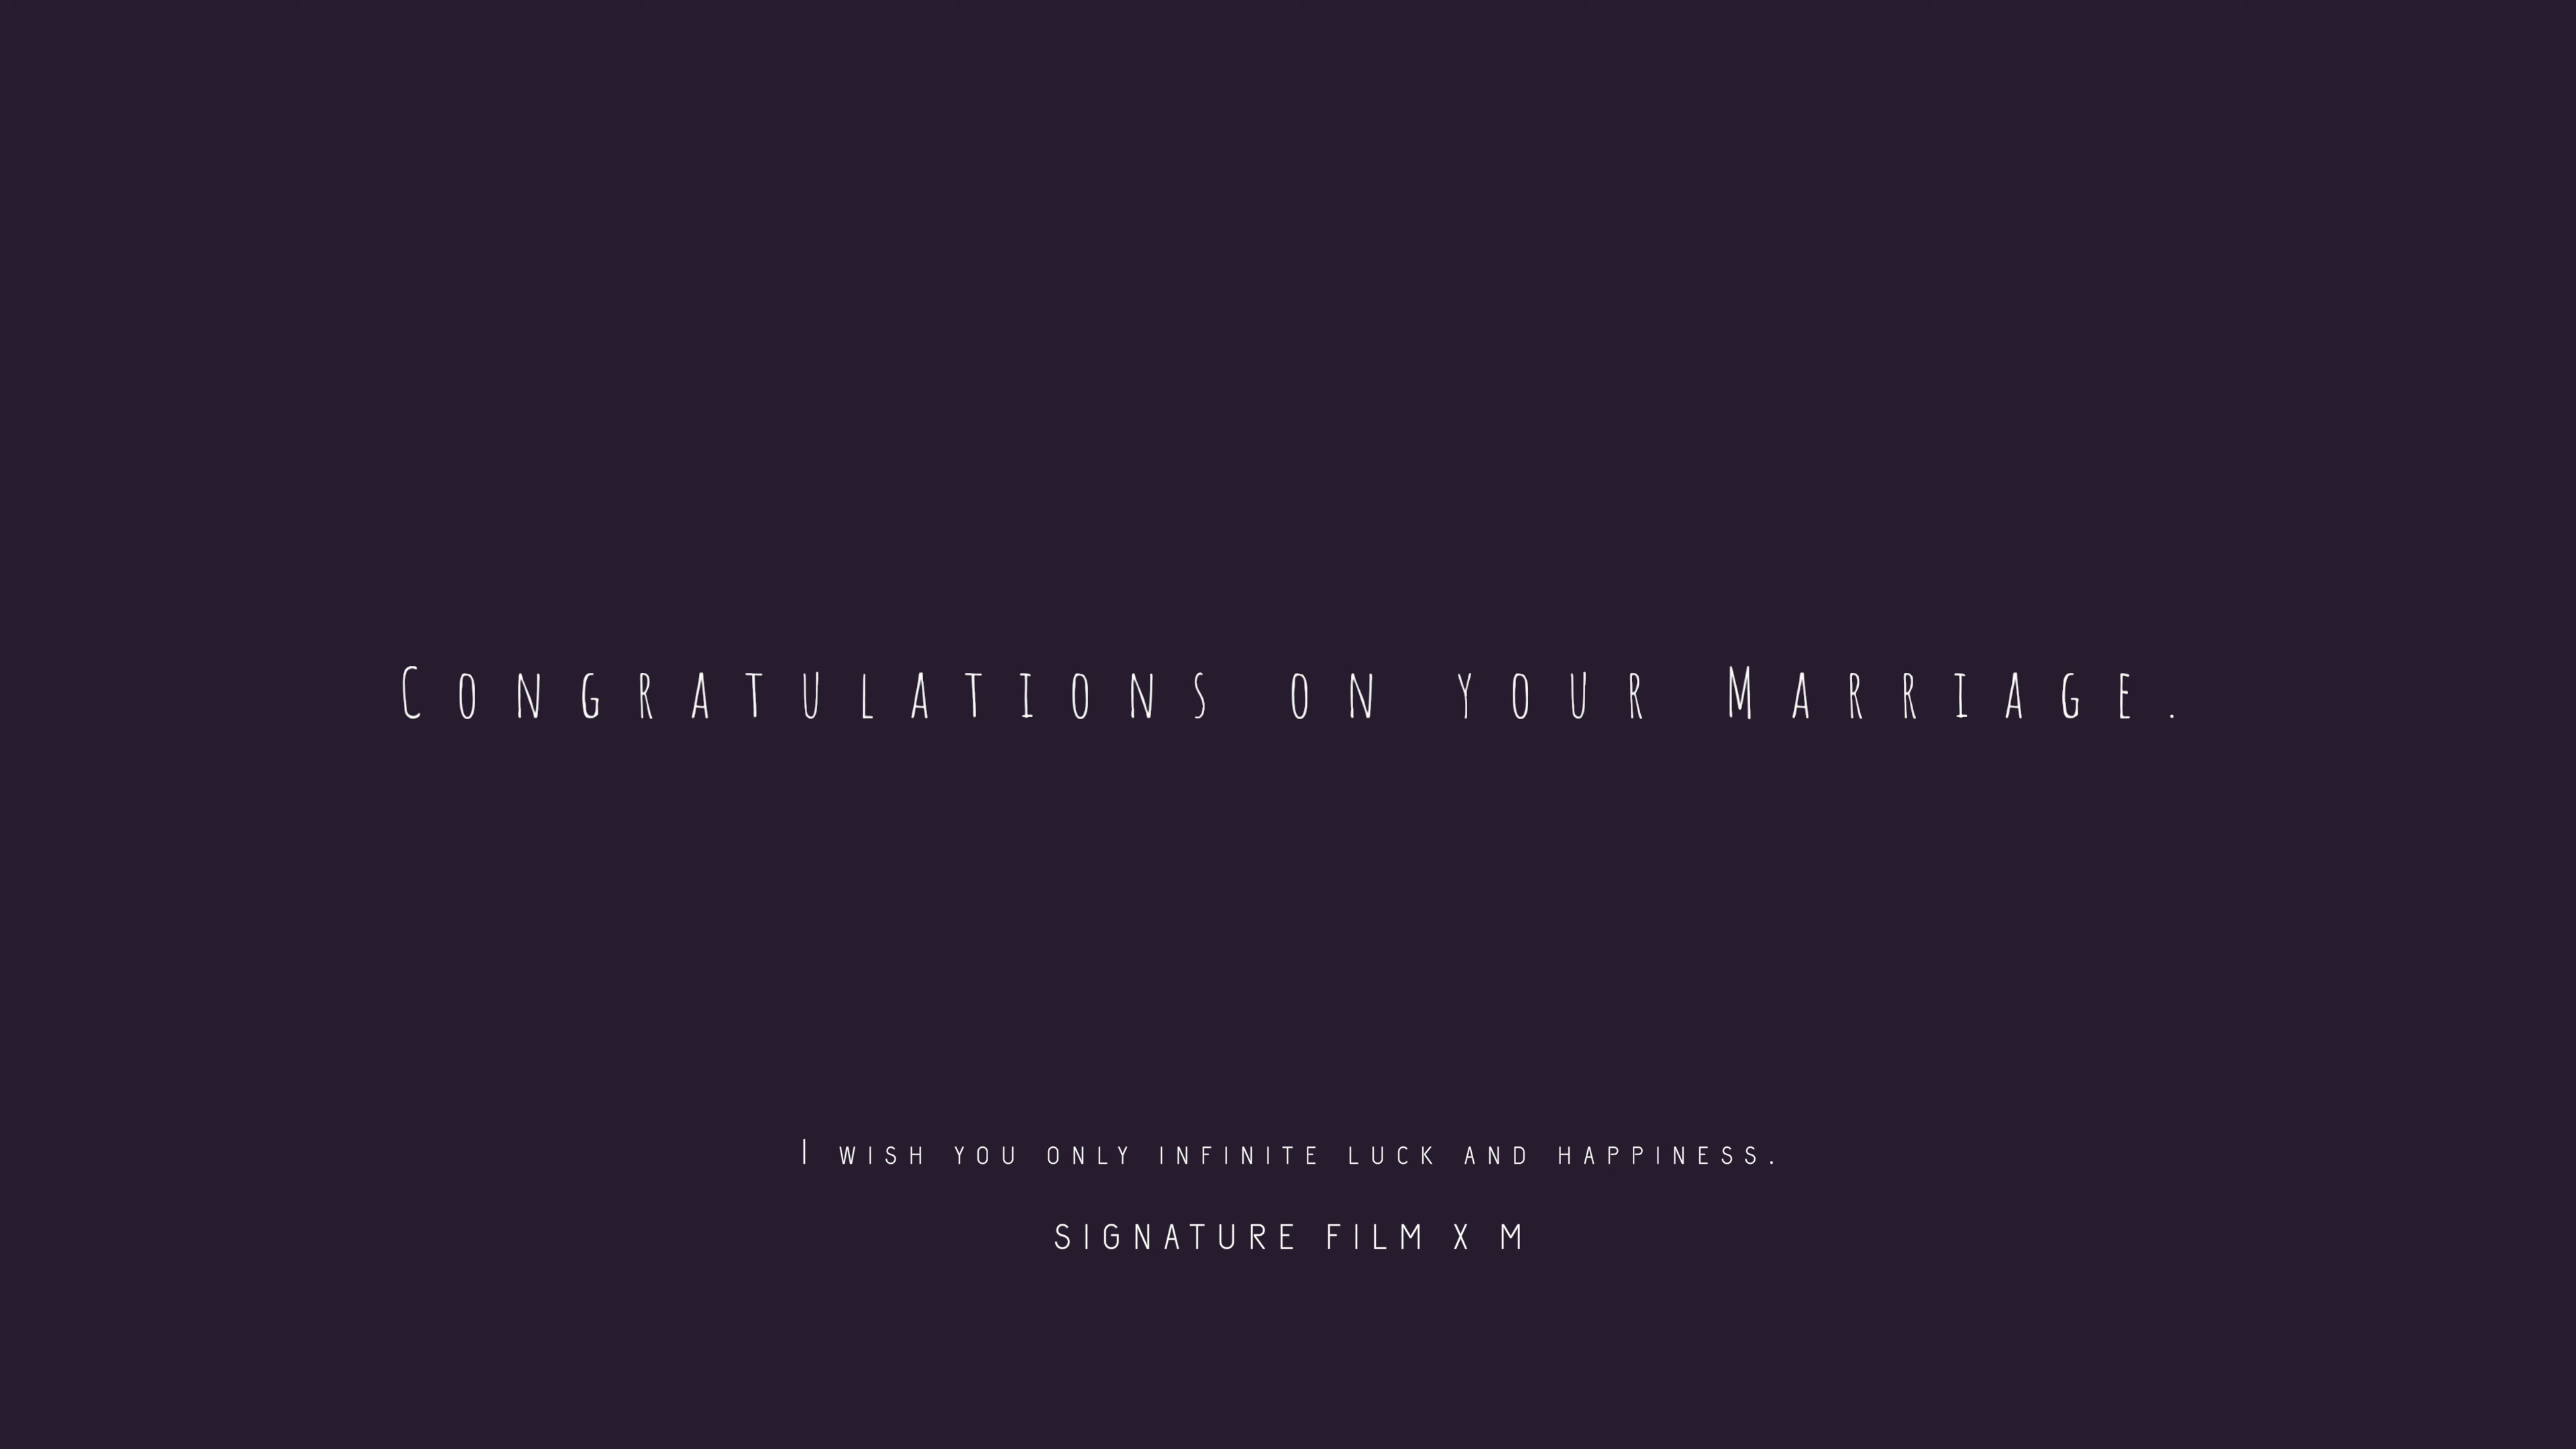 Congratulations on your Marriage.
I wish you only infinite luck and happiness.
SIGNATURE FILM X M